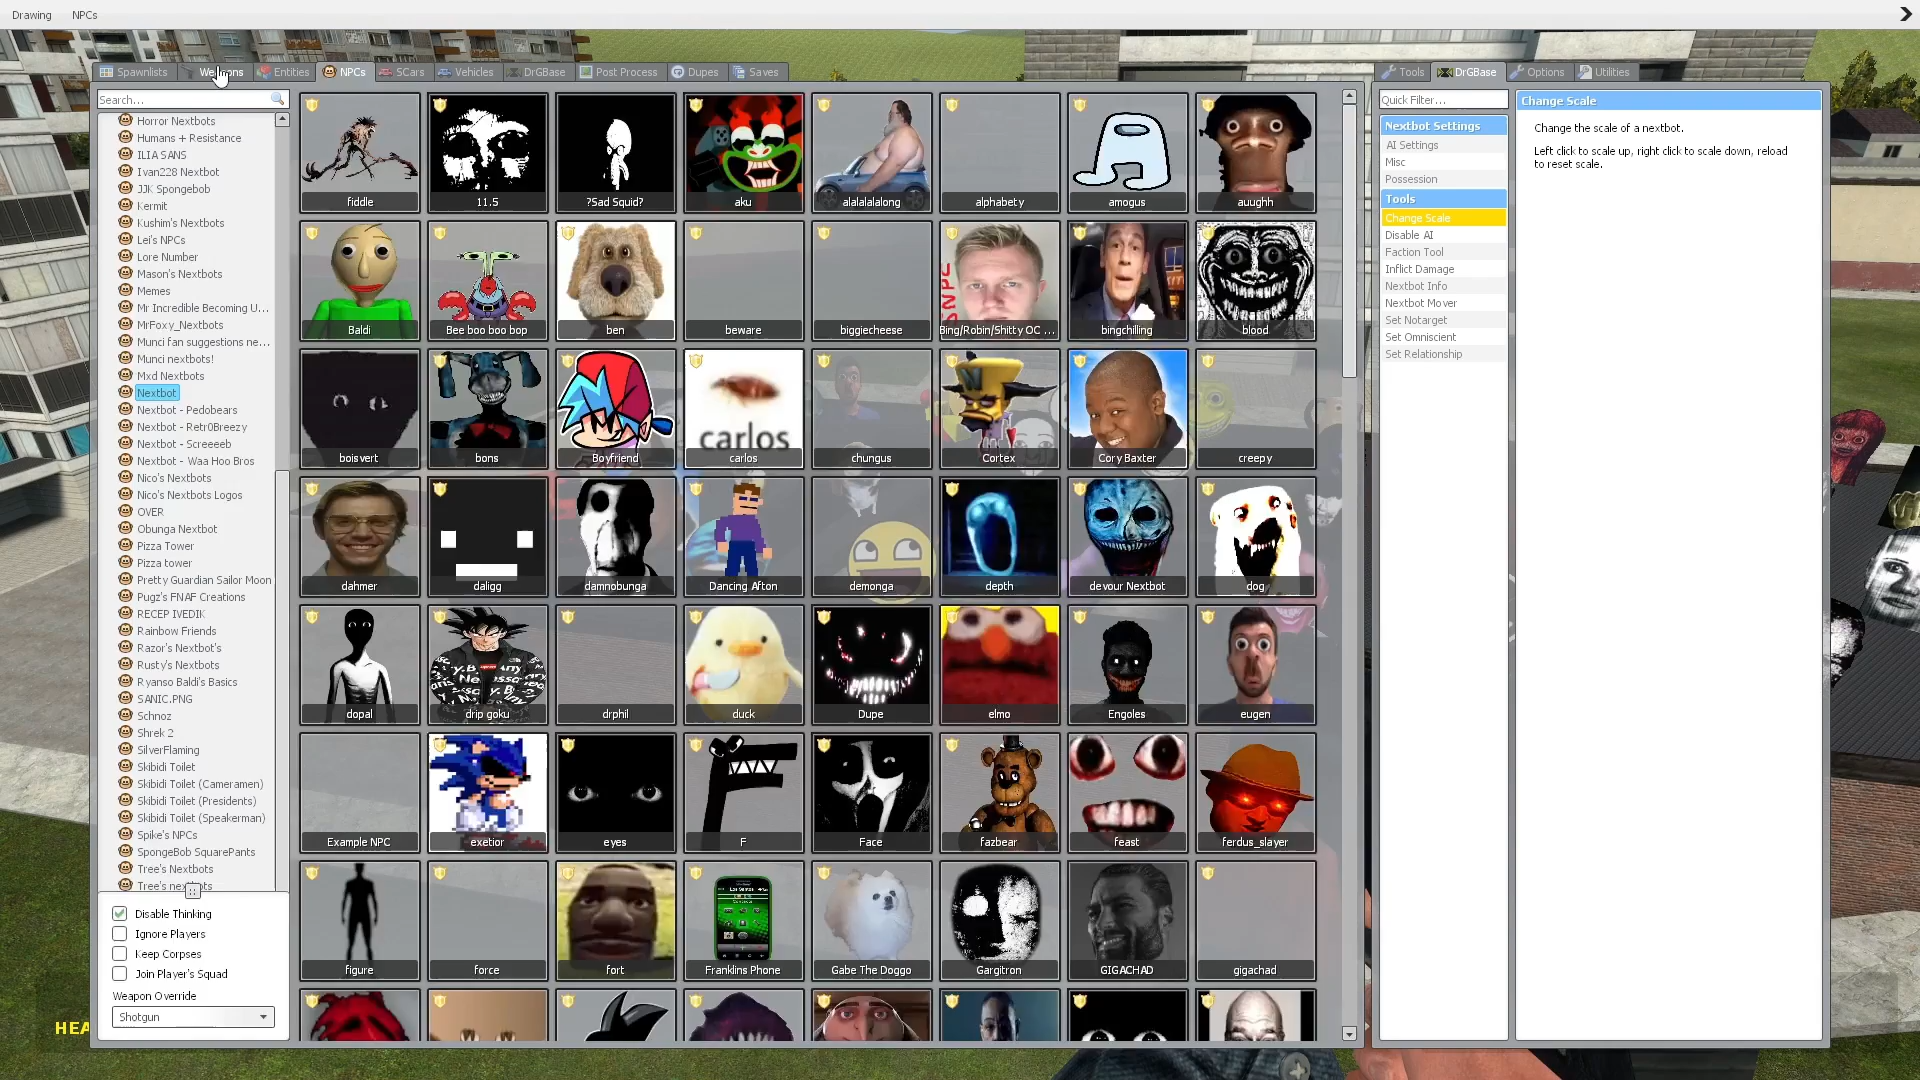 Drawing NPCs
Spawnlists Weapons Entities NPCs SCars Vehicles DrGBase Post Process Dupes Saves
Search...
Horror Nextbots
Humans + Resistance
ILIA SANS
Ivan228 Nextbot
JJK Spongebob
Kermit
Kushim's Nextbots
Lei's NPCs
Lore Number
Mason's Nextbots
Memes
Mr Incredible Becoming U...
MrFoxy_Nextbots
Munci fan suggestions ne...
Munci nextbots!
Mxd Nextbots
Nextbot
Nextbot - Pedobears
Nextbot - Retr0Breezy
Nextbot - Screeeeb
Nextbot - Waa Hoo Bros
Nico's Nextbots
Nico's Nextbots Logos
OVER
Obunga Nextbot
Pizza Tower
Pizza tower
Pretty Guardian Sailor Moon
Pugz's FNAF Creations
RECEP IVEDIK
Rainbow Friends
Razor's Nextbot's
Rusty's Nextbots
Ryanso Baldi's Basics
SANIC.PNG
Schnoz
Shrek 2
SilverFlaming
Skibidi Toilet
Skibidi Toilet (Cameramen)
Skibidi Toilet (Presidents)
Skibidi Toilet (Speakerman)
Spike's NPCs
SpongeBob SquarePants
Tree's Nextbots
Disable Thinking
Ignore Players
Keep Corpses
Join Player's Squad
Weapon Override
Shotgun
HEA
fiddle 11.5 ?Sad Squid? aku alalalalalong alphabety amogus auughh
SNPE
Baldi Bee boo boo bop ben beware biggiecheese Bing/Robin/Shitty OC ... bingchilling blood
carlos
boisvert bons Boyfriend carlos chungus Cortex Cory Baxter creepy
dahmer daligg damnobunga Dancing Afton demonga depth devour Nextbot dog
dopal drip goku drphil duck Dupe elmo Engoles eugen
Example NPC exetior eyes F Face fazbear feast ferdus_slayer
figure force fort Franklins Phone Gabe The Doggo Gargitron GIGACHAD gigachad
Tools DrGBase Options Utilities
Quick Filter...
Nextbot Settings
AI Settings
Misc
Possession
Tools
Change Scale
Disable AI
Faction Tool
Inflict Damage
Nextbot Info
Nextbot Mover
Set Notarget
Set Omniscient
Set Relationship
Change Scale
Change the scale of a nextbot.
Left click to scale up, right click to scale down, reload
to reset scale.